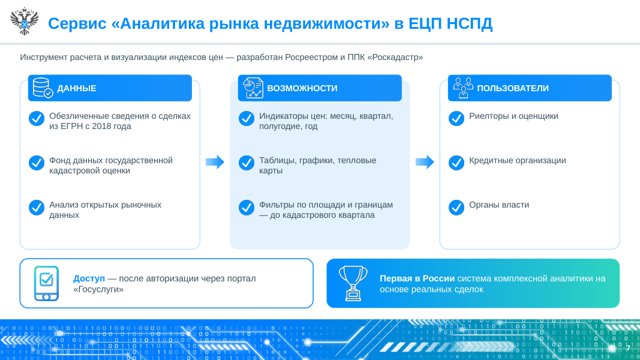 Сервис «Аналитика рынка недвижимости» в ЕЦП НСПД
Инструмент расчета и визуализации индексов цен — разработан Росреестром и ППК «Роскадастр»
ДАННЫЕ
Обезличенные сведения о сделках
из ЕГРН с 2018 года
Фонд данных государственной
кадастровой оценки
Анализ открытых рыночных
данных
ВОЗМОЖНОСТИ
Индикаторы цен: месяц, квартал,
полугодие, год
Таблицы, графики, тепловые
карты
Фильтры по площади и границам
— до кадастрового квартала
ПОЛЬЗОВАТЕЛИ
Риелторы и оценщики
Кредитные организации
Органы власти
Доступ — после авторизации через портал
«Госуслуги»
Первая в России система комплексной аналитики на
основе реальных сделок
7